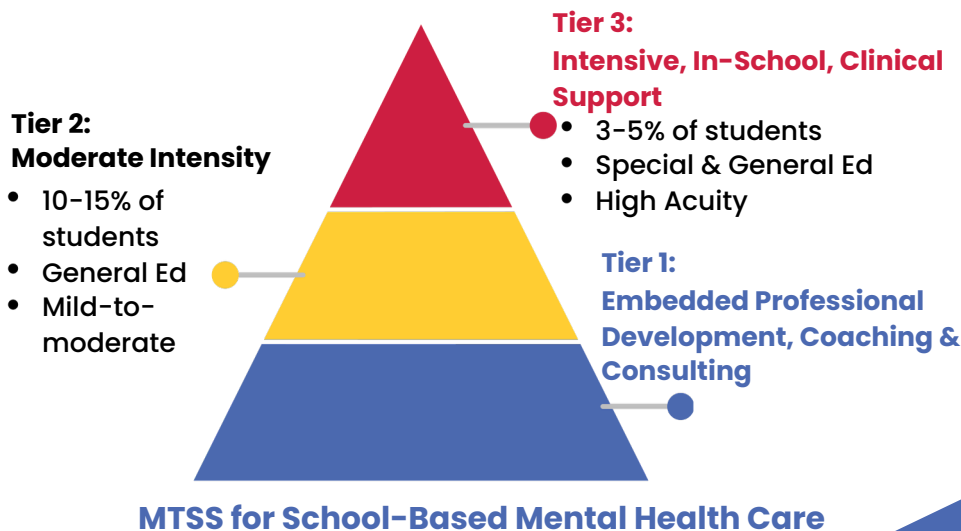 Tier 3:
Intensive, In-School, Clinical
Support
• 3-5% of students
• Special & General Ed
• High Acuity
Tier 2:
Moderate Intensity
• 10-15% of
students
• General Ed
• Mild-to-
moderate
Tier 1:
Embedded Professional
Development, Coaching &
Consulting
MTSS for School-Based Mental Health Care